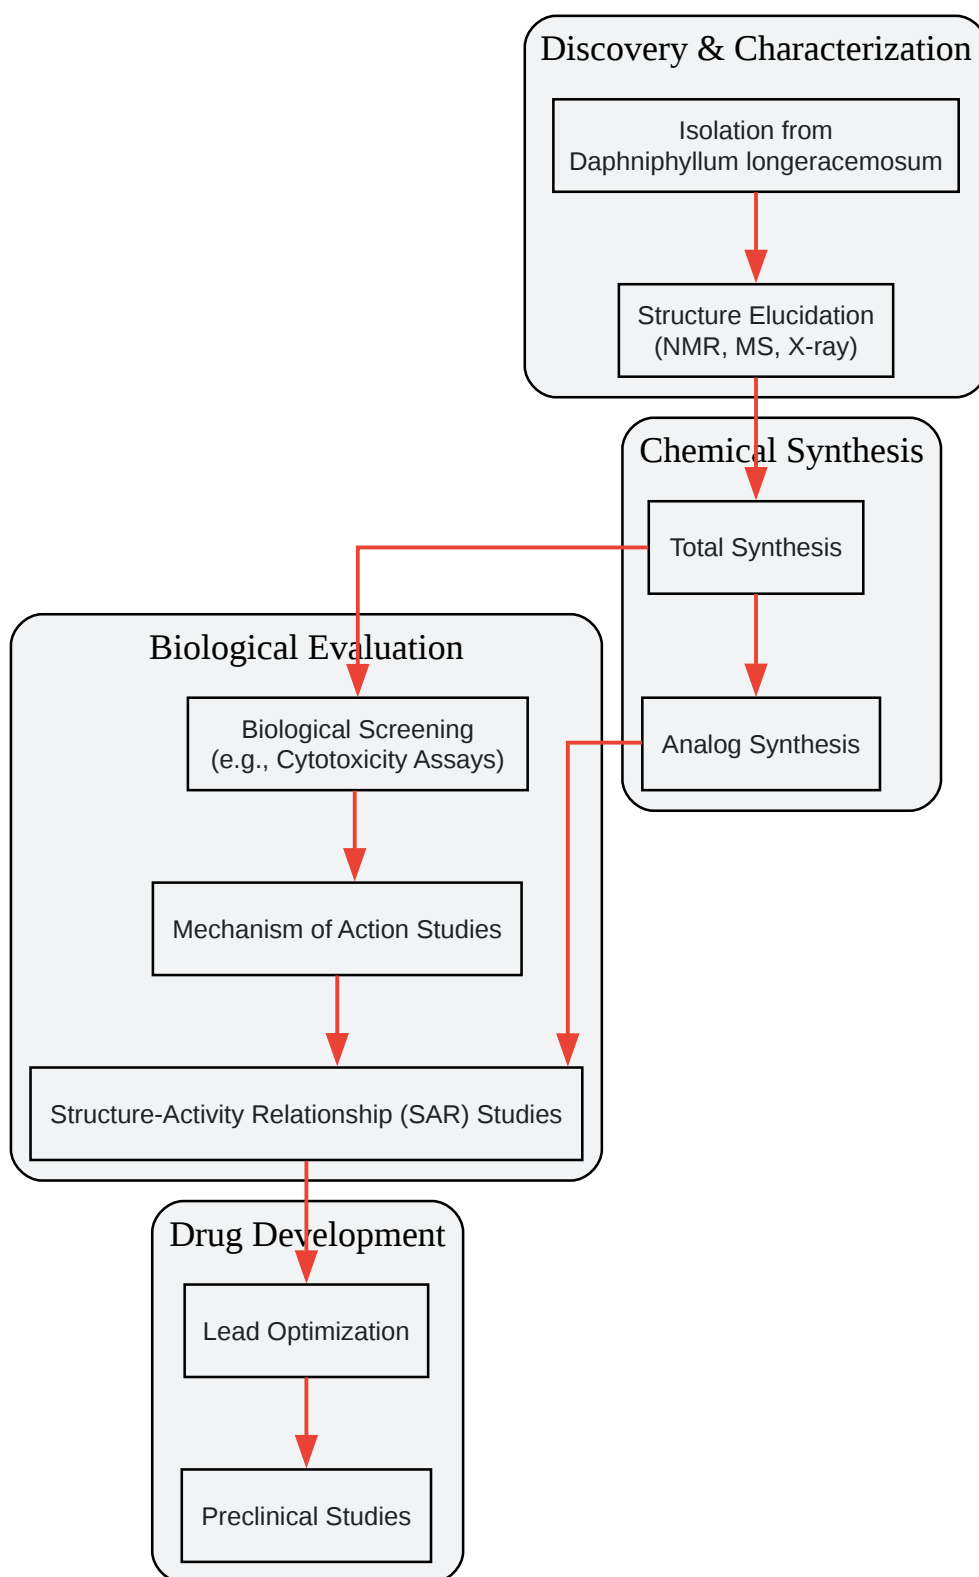 Discovery & Characterization
Isolation from
Daphniphyllum longeracemosum
Structure Elucidation
(NMR, MS, X-ray)
Chemical Synthesis
Total Synthesis
Analog Synthesis
Biological Evaluation
Biological Screening
(e.g., Cytotoxicity Assays)
Mechanism of Action Studies
Structure-Activity Relationship (SAR) Studies
Drug Development
Lead Optimization
Preclinical Studies